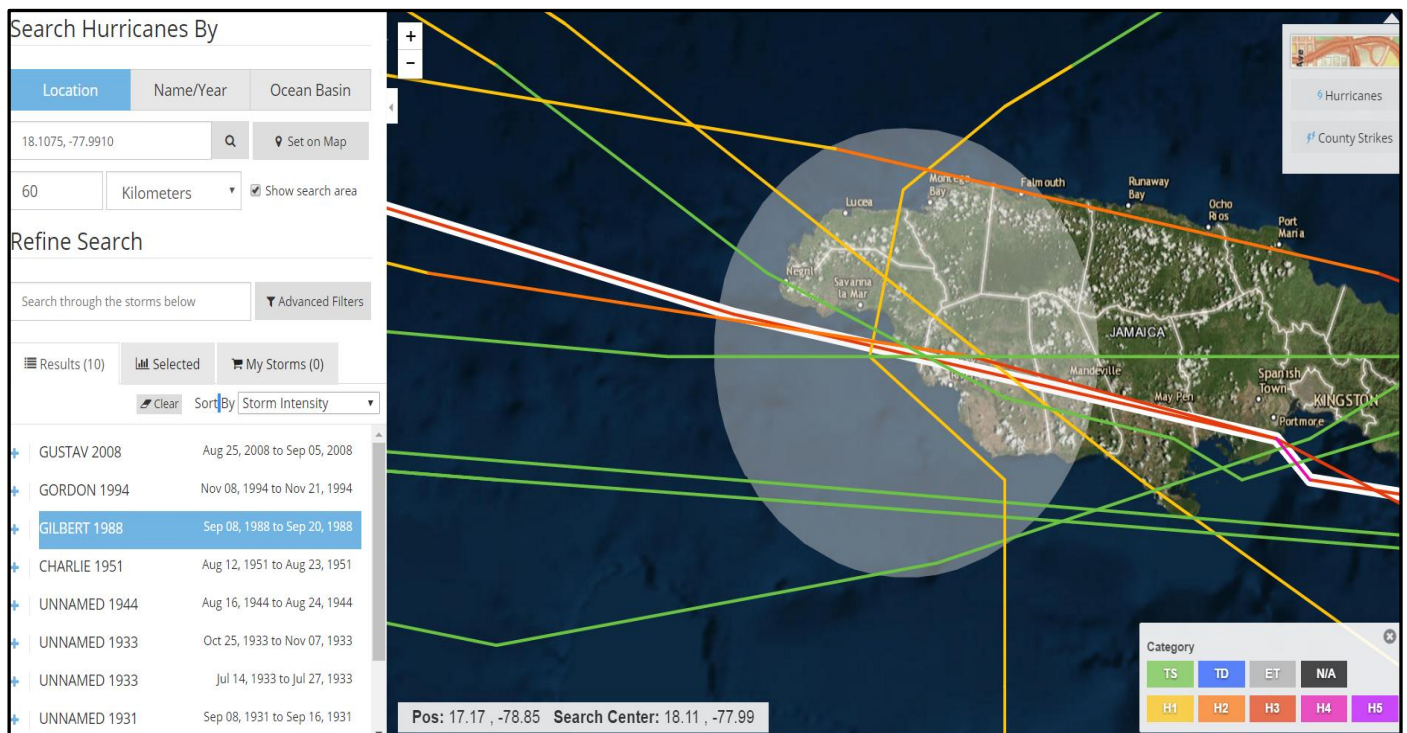 Search Hurricanes By
Location Name/Year Ocean Basin
18.1075, -77.9910 Set on Map
60 Kilometers Show search area
Refine Search
Search through the storms below Advanced Filters
Results (10) Selected My Storms (0)
Clear Sort By Storm Intensity
GUSTAV 2008 Aug 25, 2008 to Sep 05, 2008
GORDON 1994 Nov 08, 1994 to Nov 21, 1994
GILBERT 1988 Sep 08, 1988 to Sep 20, 1988
CHARLIE 1951 Aug 12, 1951 to Aug 23, 1951
UNNAMED 1944 Aug 16, 1944 to Aug 24, 1944
UNNAMED 1933 Oct 25, 1933 to Nov 07, 1933
UNNAMED 1933 Jul 14, 1933 to Jul 27, 1933
UNNAMED 1931 Sep 08, 1931 to Sep 16, 1931
+
−
Ave
Hurricanes
County Strikes
Montego
Bay
Falmouth
Runaway
Bay
Lucea
Ocho
Rios
Port
Maria
Negril
Savanna
la Mar
JAMAICA
Mandeville
May Pen
Spanish
Town
KINGSTON
Portmore
Pos: 17.17 , -78.85 Search Center: 18.11 , -77.99
Category
TS TD ET N/A
H1 H2 H3 H4 H5